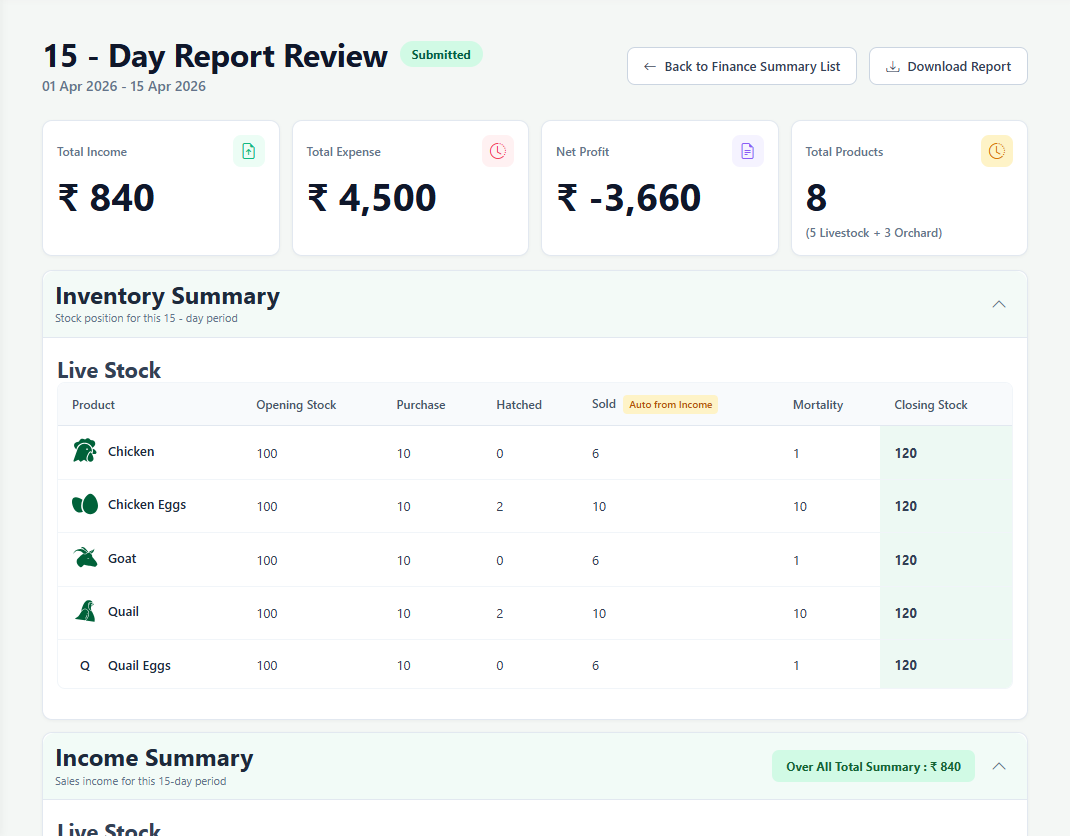 15 - Day Report Review Submitted
01 Apr 2026 - 15 Apr 2026
Back to Finance Summary List
Download Report
Total Income
₹ 840
Total Expense
₹ 4,500
Net Profit
₹ -3,660
Total Products
8
(5 Livestock + 3 Orchard)
Inventory Summary
Stock position for this 15 - day period
Live Stock
Product Opening Stock Purchase Hatched Sold Auto from Income Mortality Closing Stock
Chicken 100 10 0 6 1 120
Chicken Eggs 100 10 2 10 10 120
Goat 100 10 0 6 1 120
Quail 100 10 2 10 10 120
Q Quail Eggs 100 10 0 6 1 120
Income Summary
Sales income for this 15-day period
Over All Total Summary : ₹ 840
Live Stock